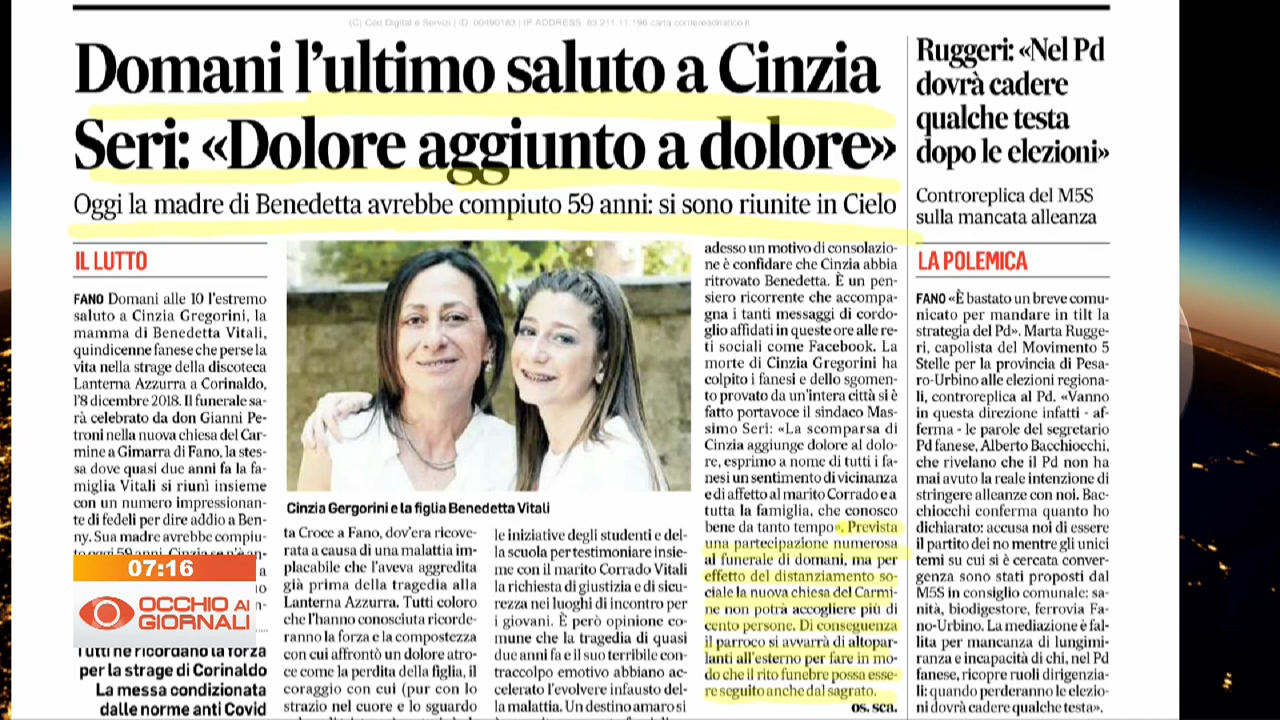 (C) Ced Digital e Servizi | ID: 00490183 | IP ADDRESS: 83.211.11.196 carta.corriereadriatico.it
Domani l'ultimo saluto a Cinzia
Seri: «Dolore aggiunto a dolore»
Oggi la madre di Benedetta avrebbe compiuto 59 anni: si sono riunite in Cielo
IL LUTTO
FANO Domani alle 10 l'estremo
saluto a Cinzia Gregorini, la
mamma di Benedetta Vitali,
quindicenne fanese che perse la
vita nella strage della discoteca
Lanterna Azzurra a Corinaldo,
l'8 dicembre 2018. Il funerale sa-
rà celebrato da don Gianni Pe-
troni nella nuova chiesa del Car-
mine a Gimarra di Fano, la stes-
sa dove quasi due anni fa la fa-
miglia Vitali si riunì insieme
con un numero impressionan-
te di fedeli per dire addio a Ben-
ny. Sua madre avrebbe compiu-
to oggi 59 anni. Cinzia se n'è an-
07:16
OCCHIO AI
GIORNALI
Tutti ne ricordano la forza
per la strage di Corinaldo
La messa condizionata
dalle norme anti Covid
Cinzia Gergorini e la figlia Benedetta Vitali
ta Croce a Fano, dov'era ricove-
rata a causa di una malattia im-
placabile che l'aveva aggredita
già prima della tragedia alla
Lanterna Azzurra. Tutti coloro
che l'hanno conosciuta ricorde-
ranno la forza e la compostezza
con cui affrontò un dolore atro-
ce come la perdita della figlia, il
coraggio con cui (pur con lo
strazio nel cuore e lo sguardo
le iniziative degli studenti e del-
la scuola per testimoniare insie-
me con il marito Corrado Vitali
la richiesta di giustizia e di sicu-
rezza nei luoghi di incontro per
i giovani. È però opinione co-
mune che la tragedia di quasi
due anni fa e il suo terribile con-
traccolpo emotivo abbiano ac-
celerato l'evolvere infausto del-
la malattia. Un destino amaro si
adesso un motivo di consolazio-
ne è confidare che Cinzia abbia
ritrovato Benedetta. È un pen-
siero ricorrente che accompa-
gna i tanti messaggi di cordo-
glio affidati in queste ore alle re-
ti sociali come Facebook. La
morte di Cinzia Gregorini ha
colpito i fanesi e dello sgomen-
to provato da un'intera città si è
fatto portavoce il sindaco Mas-
simo Seri: «La scomparsa di
Cinzia aggiunge dolore al dolo-
re, esprimo a nome di tutti i fa-
nesi un sentimento di vicinanza
e di affetto al marito Corrado e a
tutta la famiglia, che conosco
bene da tanto tempo». Prevista
una partecipazione numerosa
al funerale di domani, ma per
effetto del distanziamento so-
ciale la nuova chiesa del Carmi-
ne non potrà accogliere più di
cento persone. Di conseguenza
il parroco si avvarrà di altopar-
lanti all'esterno per fare in mo-
do che il rito funebre possa esse-
re seguito anche dal sagrato.
os. sca.
Ruggeri: «Nel Pd
dovrà cadere
qualche testa
dopo le elezioni»
Controreplica del M5S
sulla mancata alleanza
LA POLEMICA
FANO «È bastato un breve comu-
nicato per mandare in tilt la
strategia del Pd». Marta Rugge-
ri, capolista del Movimento 5
Stelle per la provincia di Pesa-
ro-Urbino alle elezioni regiona-
li, controreplica al Pd. «Vanno
in questa direzione infatti - af-
ferma - le parole del segretario
Pd fanese, Alberto Bacchiocchi,
che rivelano che il Pd non ha
mai avuto la reale intenzione di
stringere alleanze con noi. Bac-
chiocchi conferma quanto ho
dichiarato: accusa noi di essere
il partito dei no mentre gli unici
temi su cui si è cercata conver-
genza sono stati proposti dal
M5S in consiglio comunale: sa-
nità, biodigestore, ferrovia Fa-
no-Urbino. La mediazione è fal-
lita per mancanza di lungimi-
ranza e incapacità di chi, nel Pd
fanese, ricopre ruoli dirigenzia-
li: quando perderanno le elezio-
ni dovrà cadere qualche testa».